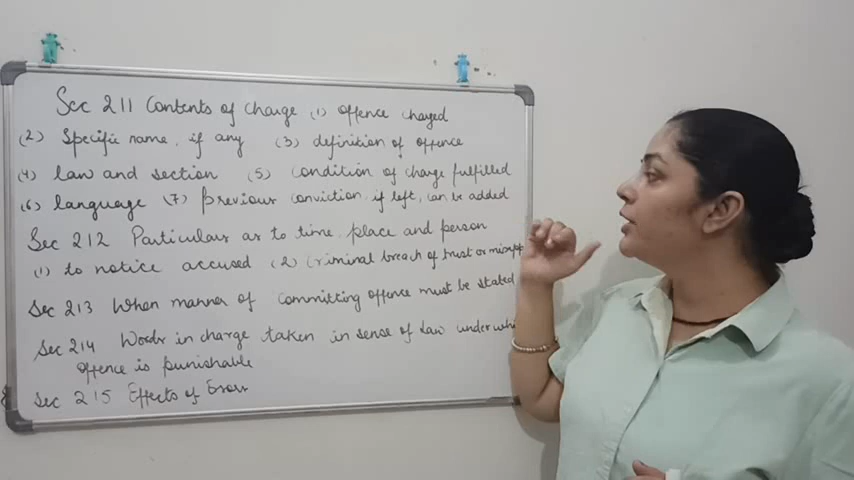 Sec 211 Contents of charge (1) offence charged
(2) Specific name, if any (3) definition of offence
(4) law and section (5) condition of charge fulfilled
(6) language (7) Previous conviction, if left, can be added
Sec 212 Particulars as to time, place and person
(1) to notice accused (2) criminal breach of trust or misapp
Sec 213 When manner of committing offence must be stated
Sec 214 Words in charge taken in sense of law under whi
offence is punishable
Sec 215 Effects of Error